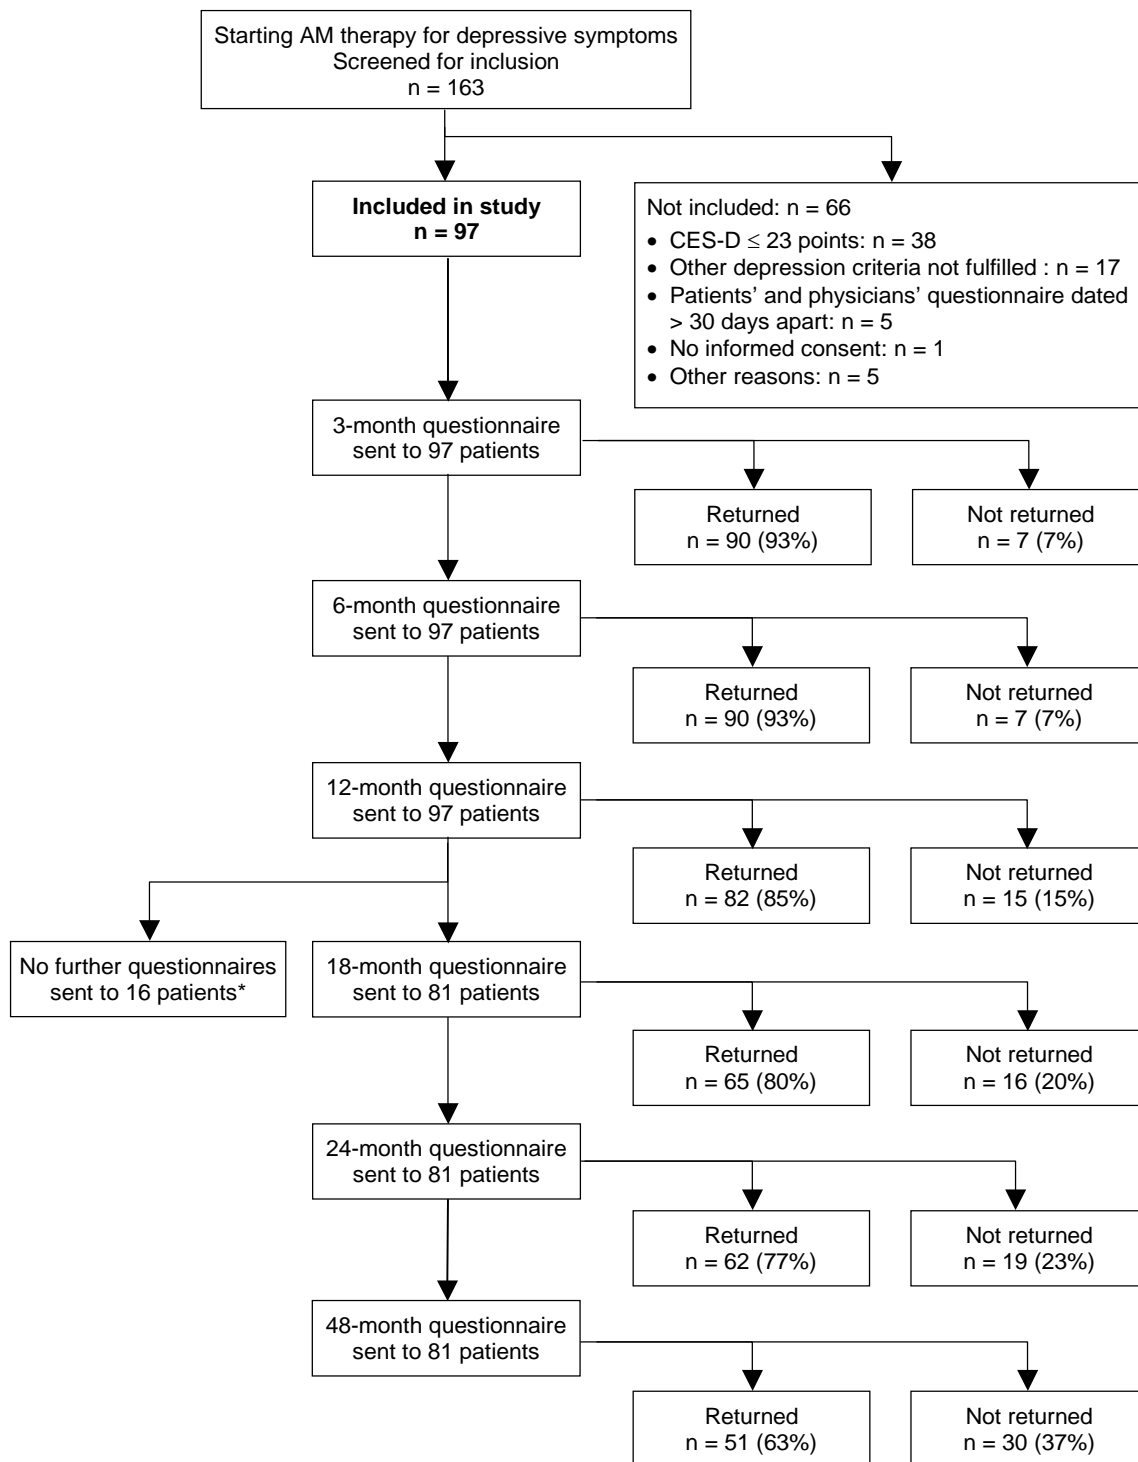 Starting AM therapy for depressive symptoms
Screened for inclusion
n = 163
Included in study
n = 97
Not included: n = 66
• CES-D ≤ 23 points: n = 38
• Other depression criteria not fulfilled : n = 17
• Patients’ and physicians’ questionnaire dated
> 30 days apart: n = 5
• No informed consent: n = 1
• Other reasons: n = 5
3-month questionnaire
sent to 97 patients
Returned
n = 90 (93%)
Not returned
n = 7 (7%)
6-month questionnaire
sent to 97 patients
Returned
n = 90 (93%)
Not returned
n = 7 (7%)
12-month questionnaire
sent to 97 patients
Returned
n = 82 (85%)
Not returned
n = 15 (15%)
No further questionnaires
sent to 16 patients*
18-month questionnaire
sent to 81 patients
Returned
n = 65 (80%)
Not returned
n = 16 (20%)
24-month questionnaire
sent to 81 patients
Returned
n = 62 (77%)
Not returned
n = 19 (23%)
48-month questionnaire
sent to 81 patients
Returned
n = 51 (63%)
Not returned
n = 30 (37%)